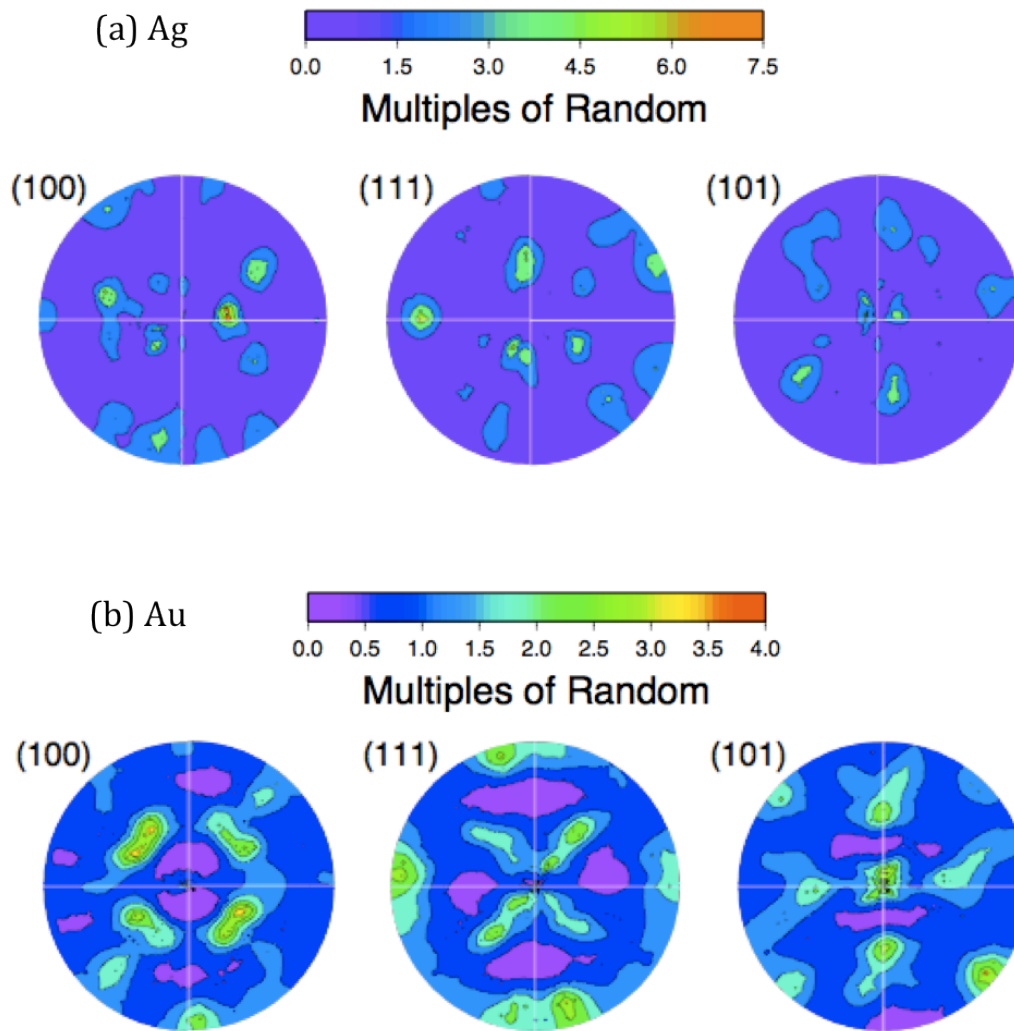 (a) Ag
0.0 1.5 3.0 4.5 6.0 7.5
Multiples of Random
(100) (111) (101)
(b) Au
0.0 0.5 1.0 1.5 2.0 2.5 3.0 3.5 4.0
Multiples of Random
(100) (111) (101)